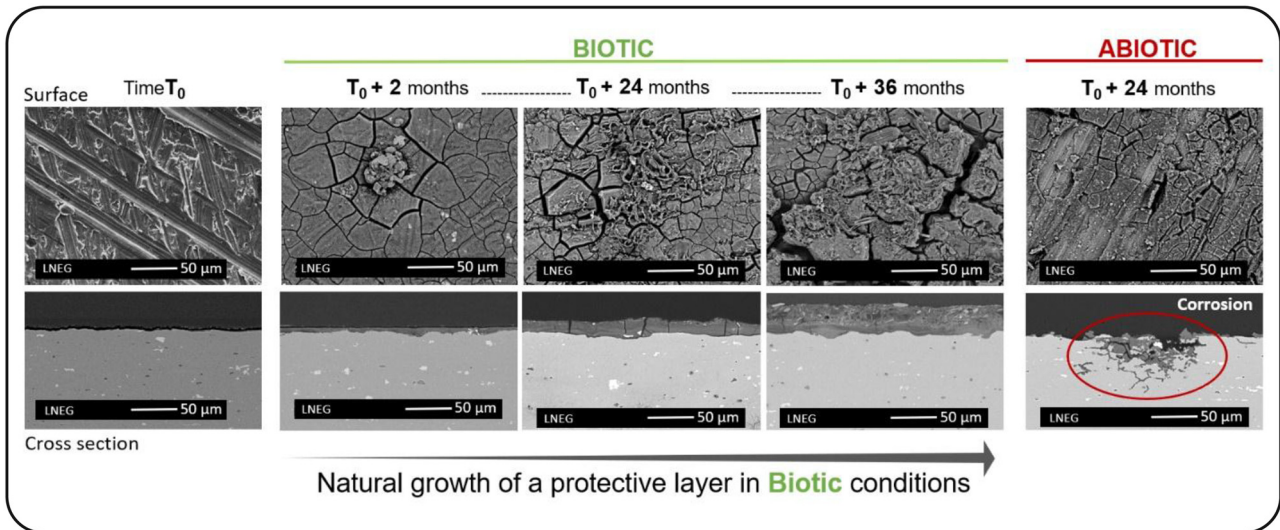 BIOTIC
ABIOTIC
Surface
Time T0
T0 + 2 months ---------------- T0 + 24 months ---------------- T0 + 36 months
T0 + 24 months
LNEG 50 µm
LNEG 50 µm
LNEG 50 µm
LNEG 50 µm
LNEG 50 µm
Corrosion
LNEG 50 µm
LNEG 50 µm
LNEG 50 µm
LNEG 50 µm
LNEG 50 µm
Cross section
Natural growth of a protective layer in Biotic conditions